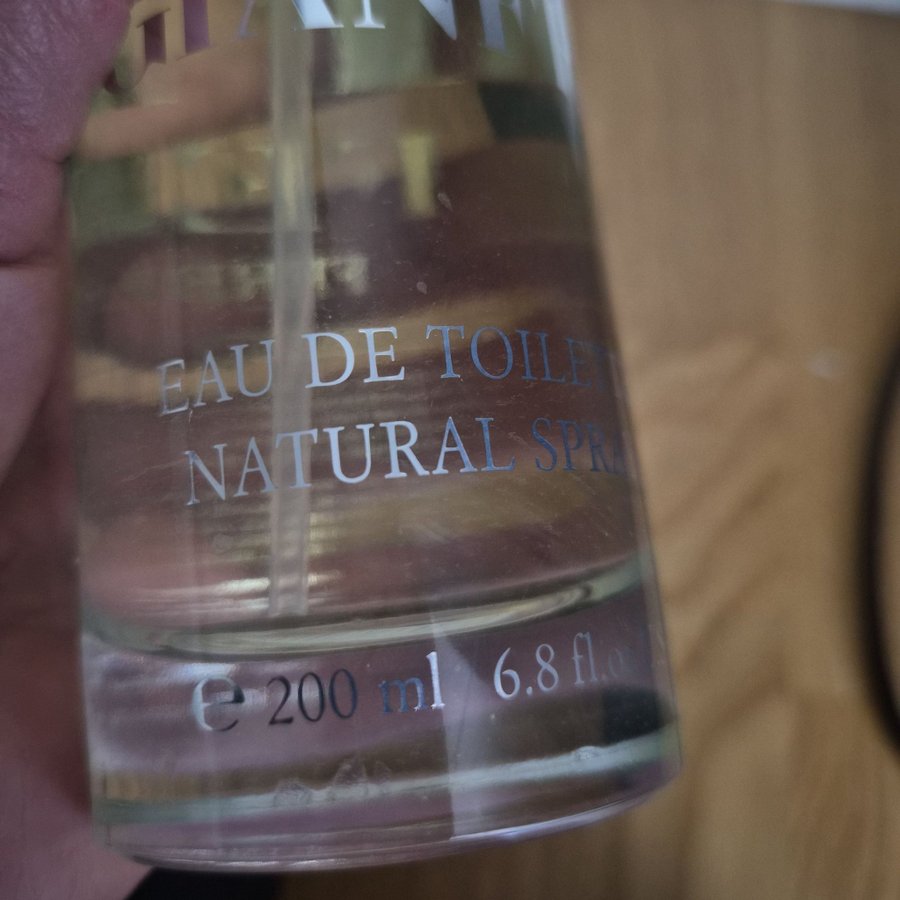 EAU DE TOILET
NATURAL SPRA
e 200 ml 6.8 fl.o